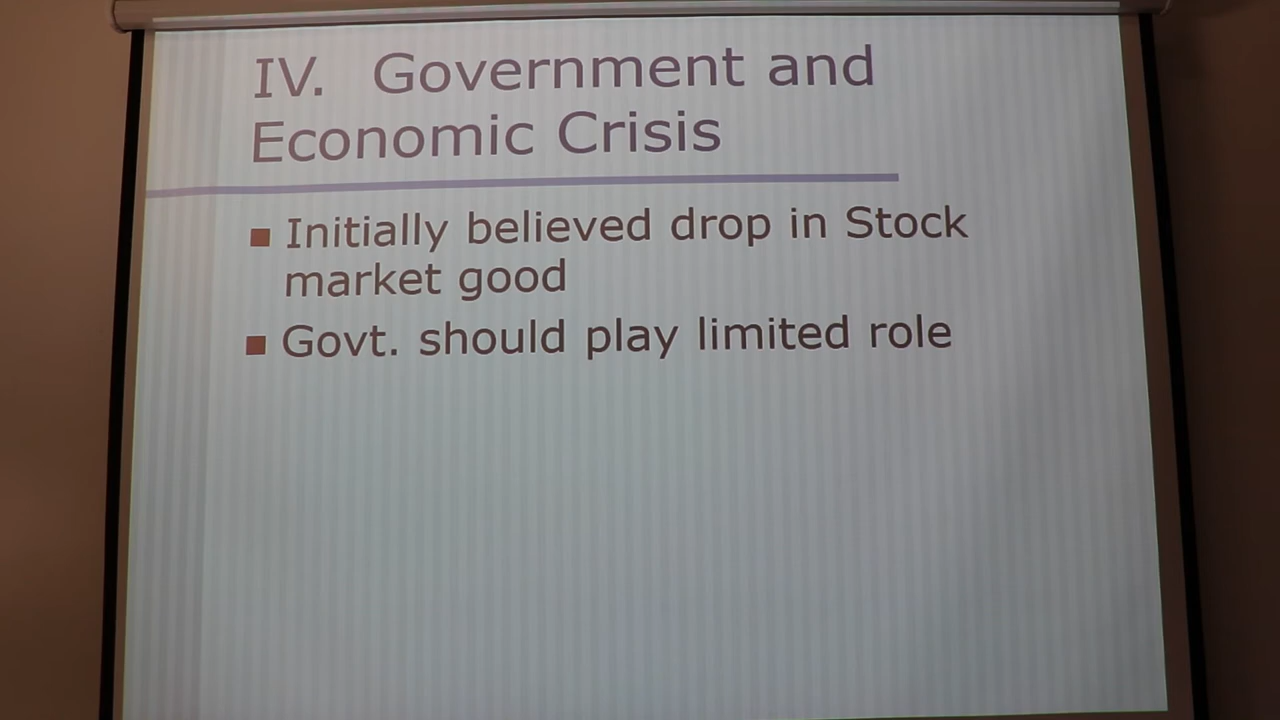 IV. Government and
Economic Crisis
Initially believed drop in Stock
market good
Govt. should play limited role